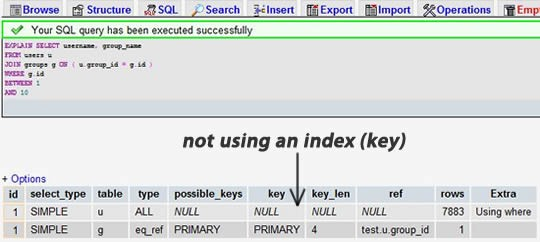 Browse Structure SQL Search Insert Export Import Operations
Your SQL query has been executed successfully
EXPLAIN SELECT username, group_name
FROM users u
JOIN groups g ON ( u.group_id = g.id )
WHERE g.id
BETWEEN 1
AND 10
not using an index (key)
+ Options
id select_type table type possible_keys key key_len ref rows Extra
1 SIMPLE u ALL NULL NULL NULL NULL 7883 Using where
1 SIMPLE g eq_ref PRIMARY PRIMARY 4 test.u.group_id 1